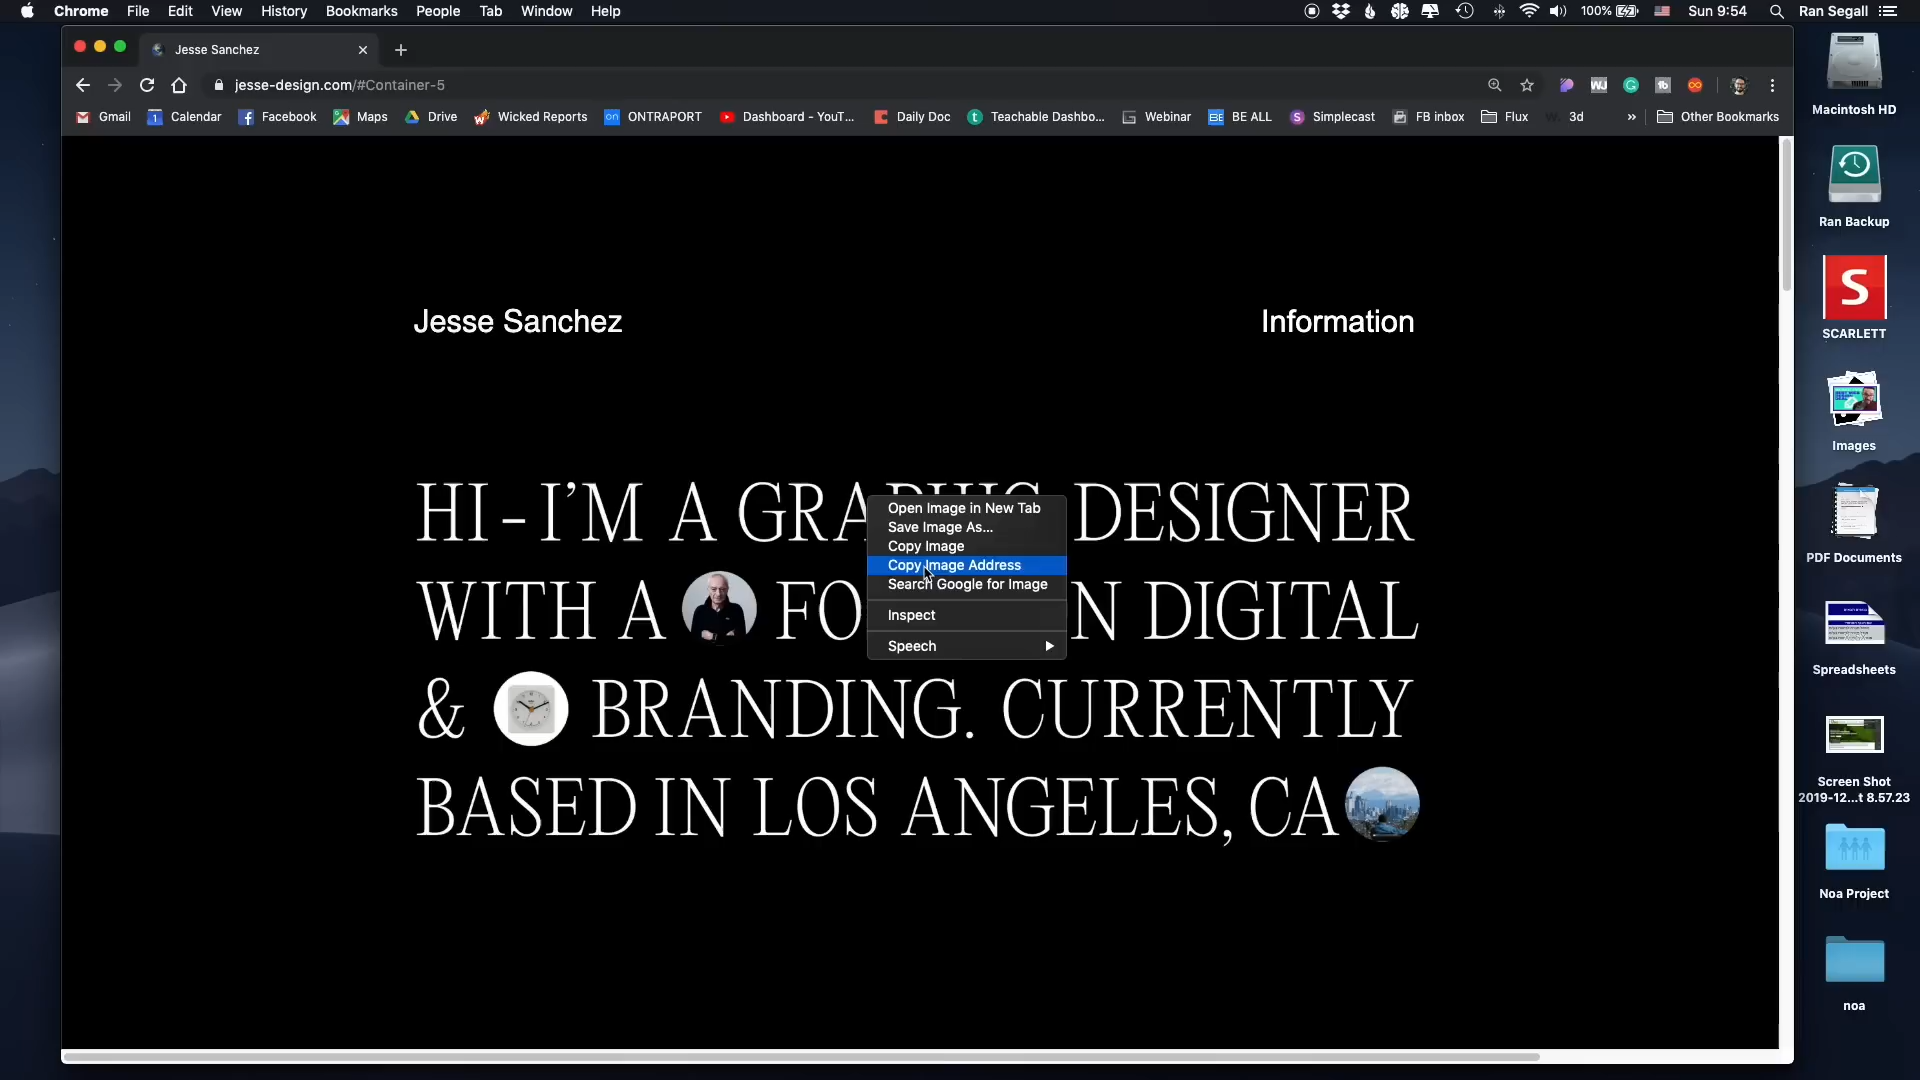 Chrome File Edit View History Bookmarks People Tab Window Help 100% Sun 9:54 Ran Segall
Jesse Sanchez
jesse-design.com/#Container-5
Gmail Calendar Facebook Maps Drive Wicked Reports ONTRAPORT Dashboard - YouT... Daily Doc Teachable Dashbo... Webinar BE ALL Simplecast FB inbox Flux 3d » Other Bookmarks
Jesse Sanchez Information
HI – I'M A GRAPHIC DESIGNER
WITH A FO N DIGITAL
& BRANDING. CURRENTLY
BASED IN LOS ANGELES, CA
Open Image in New Tab
Save Image As...
Copy Image
Copy Image Address
Search Google for Image
Inspect
Speech
Macintosh HD
Ran Backup
S
SCARLETT
Images
PDF Documents
Spreadsheets
Screen Shot
2019-12...t 8.57.23
Noa Project
noa